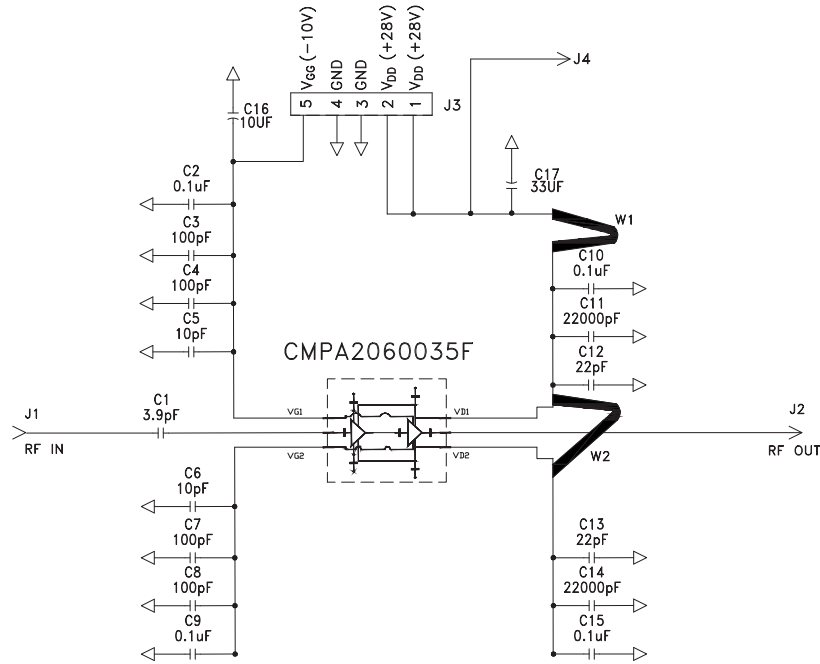 VGG (-10V)
GND
GND
VDD (+28V)
VDD (+28V)
5
4
3
2
1
J3
J4
C16
10UF
C17
33UF
C2
0.1uF
C3
100pF
C4
100pF
C5
10pF
W1
C10
0.1uF
C11
22000pF
C12
22pF
CMPA2060035F
J1
RF IN
C1
3.9pF
VG1
VD1
VG2
VD2
W2
J2
RF OUT
C6
10pF
C7
100pF
C8
100pF
C9
0.1uF
C13
22pF
C14
22000pF
C15
0.1uF